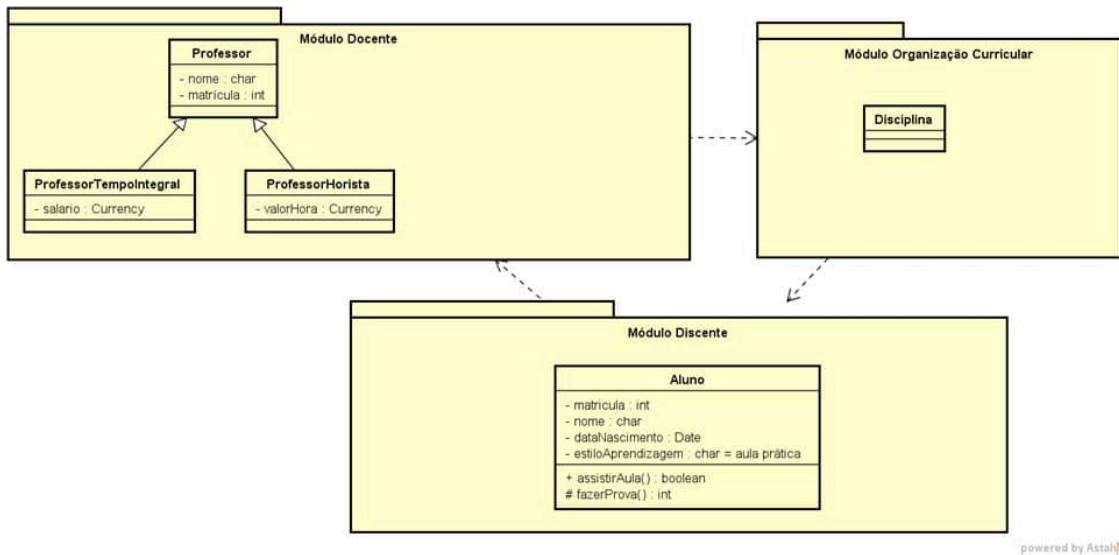 Módulo Docente
Professor
- nome : char
- matrícula : int
ProfessorTempoIntegral
- salario : Currency
ProfessorHorista
- valorHora : Currency
Módulo Organização Curricular
Disciplina
Módulo Discente
Aluno
- matricula : int
- nome : char
- dataNascimento : Date
- estiloAprendizagem : char = aula prática
+ assistirAula() : boolean
# fazerProva() : int
powered by Astah